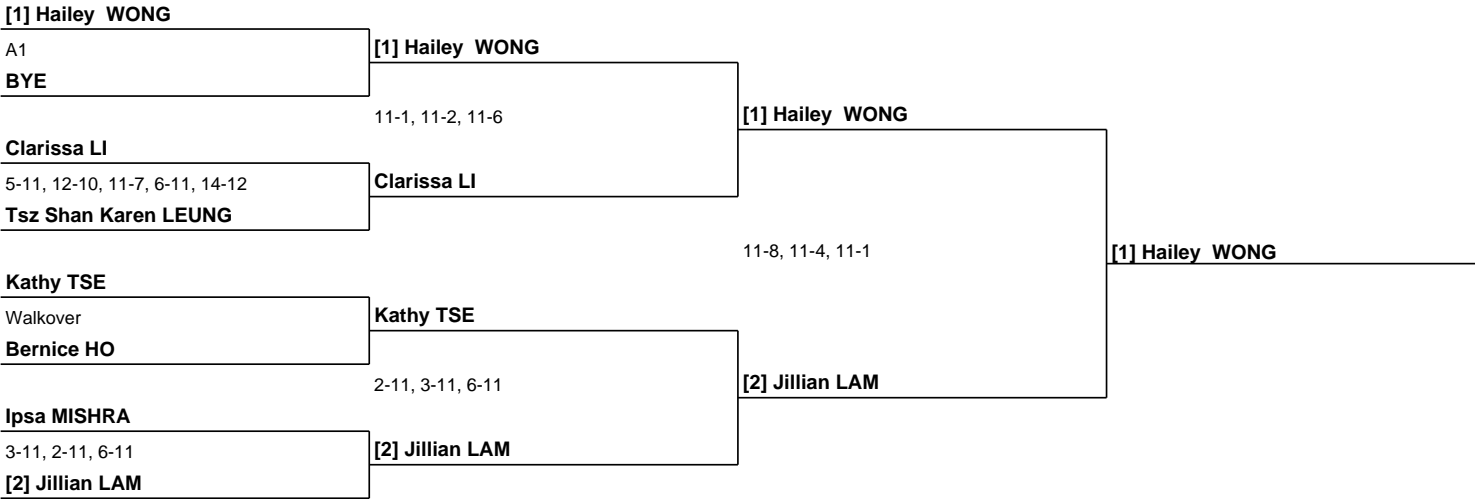 [1] Hailey WONG
A1
BYE
[1] Hailey WONG
11-1, 11-2, 11-6
Clarissa LI
5-11, 12-10, 11-7, 6-11, 14-12
Tsz Shan Karen LEUNG
Clarissa LI
[1] Hailey WONG
11-8, 11-4, 11-1
[1] Hailey WONG
Kathy TSE
Walkover
Bernice HO
Kathy TSE
2-11, 3-11, 6-11
[2] Jillian LAM
Ipsa MISHRA
3-11, 2-11, 6-11
[2] Jillian LAM
[2] Jillian LAM